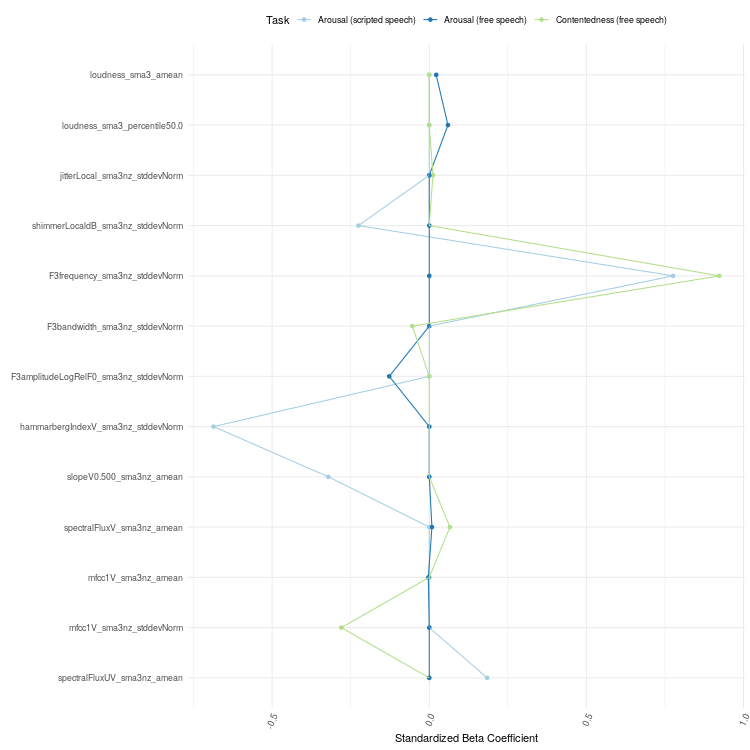 Task Arousal (scripted speech) Arousal (free speech) Contentedness (free speech)
loudness_sma3_amean
loudness_sma3_percentile50.0
jitterLocal_sma3nz_stddevNorm
shimmerLocaldB_sma3nz_stddevNorm
F3frequency_sma3nz_stddevNorm
F3bandwidth_sma3nz_stddevNorm
F3amplitudeLogRelF0_sma3nz_stddevNorm
hammarbergIndexV_sma3nz_stddevNorm
slopeV0.500_sma3nz_amean
spectralFluxV_sma3nz_amean
mfcc1V_sma3nz_amean
mfcc1V_sma3nz_stddevNorm
spectralFluxUV_sma3nz_amean
-0.5 0.0 0.5 1.0
Standardized Beta Coefficient